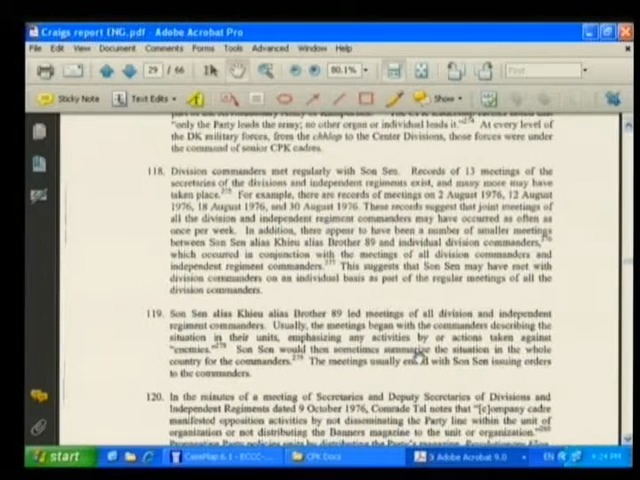 Craigs report ENG.pdf - Adobe Acrobat Pro
File Edit View Document Comments Forms Tools Advanced Window Help
29 / 66 80.1% Find
Sticky Note Text Edits Show
"only the Party leads the army; no other organ or individual leads it."274 At every level of
the DK military forces, from the chhlop to the Center Divisions, those forces were under
the command of senior CPK cadres.
118. Division commanders met regularly with Son Sen. Records of 13 meetings of the
secretaries of the divisions and independent regiments exist, and many more may have
taken place.275 For example, there are records of meetings on 2 August 1976, 12 August
1976, 18 August 1976, and 30 August 1976. These records suggest that joint meetings of
all the division and independent regiment commanders may have occurred as often as
once per week. In addition, there appear to have been a number of smaller meetings
between Son Sen alias Khieu alias Brother 89 and individual division commanders,276
which occurred in conjunction with the meetings of all division commanders and
independent regiment commanders.277 This suggests that Son Sen may have met with
division commanders on an individual basis as part of the regular meetings of all the
division commanders.
119. Son Sen alias Khieu alias Brother 89 led meetings of all division and independent
regiment commanders. Usually, the meetings began with the commanders describing the
situation in their units, emphasizing any activities by or actions taken against
"enemies."278 Son Sen would then sometimes summarize the situation in the whole
country for the commanders.279 The meetings usually ended with Son Sen issuing orders
to the commanders.
120. In the minutes of a meeting of Secretaries and Deputy Secretaries of Divisions and
Independent Regiments dated 9 October 1976, Comrade Tal notes that "[c]ompany cadre
manifested opposition activities by not disseminating the Party line within the unit of
organization or not distributing the Banners magazine to the unit or organization."280
start CaseMap 6.1 - ECCC- CPK Docs 3 Adobe Acrobat 9.0 EN 4:24 PM